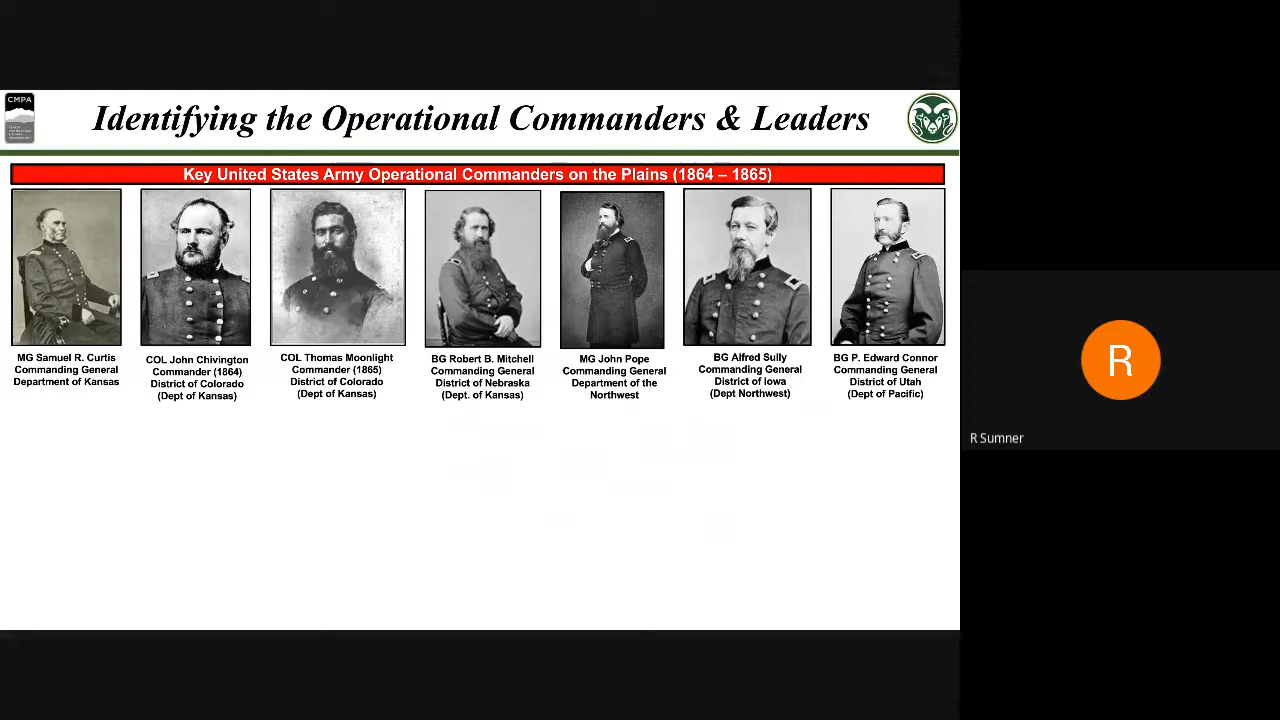 CMPA
Identifying the Operational Commanders & Leaders
Key United States Army Operational Commanders on the Plains (1864 – 1865)
MG Samuel R. Curtis
Commanding General
Department of Kansas
COL John Chivington
Commander (1864)
District of Colorado
(Dept of Kansas)
COL Thomas Moonlight
Commander (1865)
District of Colorado
(Dept of Kansas)
BG Robert B. Mitchell
Commanding General
District of Nebraska
(Dept. of Kansas)
MG John Pope
Commanding General
Department of the
Northwest
BG Alfred Sully
Commanding General
District of Iowa
(Dept Northwest)
BG P. Edward Connor
Commanding General
District of Utah
(Dept of Pacific)
R
R Sumner